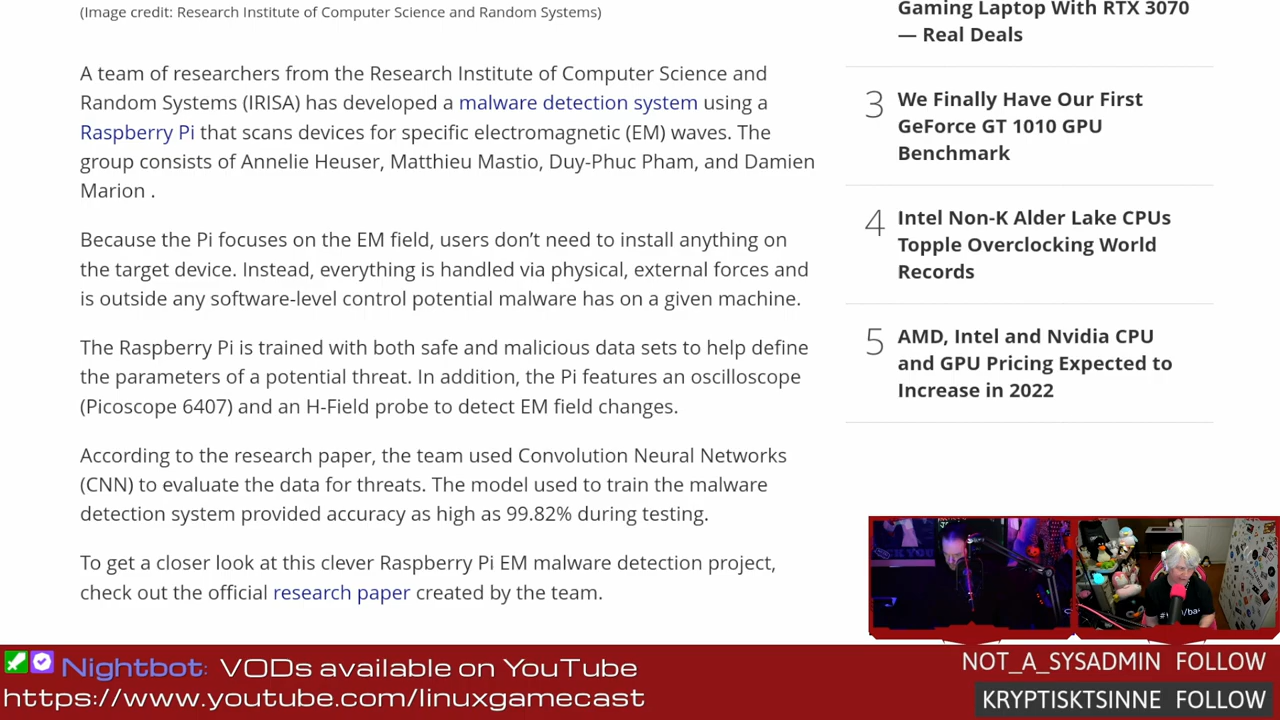 (Image credit: Research Institute of Computer Science and Random Systems)
A team of researchers from the Research Institute of Computer Science and
Random Systems (IRISA) has developed a malware detection system using a
Raspberry Pi that scans devices for specific electromagnetic (EM) waves. The
group consists of Annelie Heuser, Matthieu Mastio, Duy-Phuc Pham, and Damien
Marion .
Because the Pi focuses on the EM field, users don’t need to install anything on
the target device. Instead, everything is handled via physical, external forces and
is outside any software-level control potential malware has on a given machine.
The Raspberry Pi is trained with both safe and malicious data sets to help define
the parameters of a potential threat. In addition, the Pi features an oscilloscope
(Picoscope 6407) and an H-Field probe to detect EM field changes.
According to the research paper, the team used Convolution Neural Networks
(CNN) to evaluate the data for threats. The model used to train the malware
detection system provided accuracy as high as 99.82% during testing.
To get a closer look at this clever Raspberry Pi EM malware detection project,
check out the official research paper created by the team.
Gaming Laptop With RTX 3070
— Real Deals
3
We Finally Have Our First
GeForce GT 1010 GPU
Benchmark
4
Intel Non-K Alder Lake CPUs
Topple Overclocking World
Records
5
AMD, Intel and Nvidia CPU
and GPU Pricing Expected to
Increase in 2022
Nightbot: VODs available on YouTube
https://www.youtube.com/linuxgamecast
NOT_A_SYSADMIN FOLLOW
KRYPTISKTSINNE FOLLOW